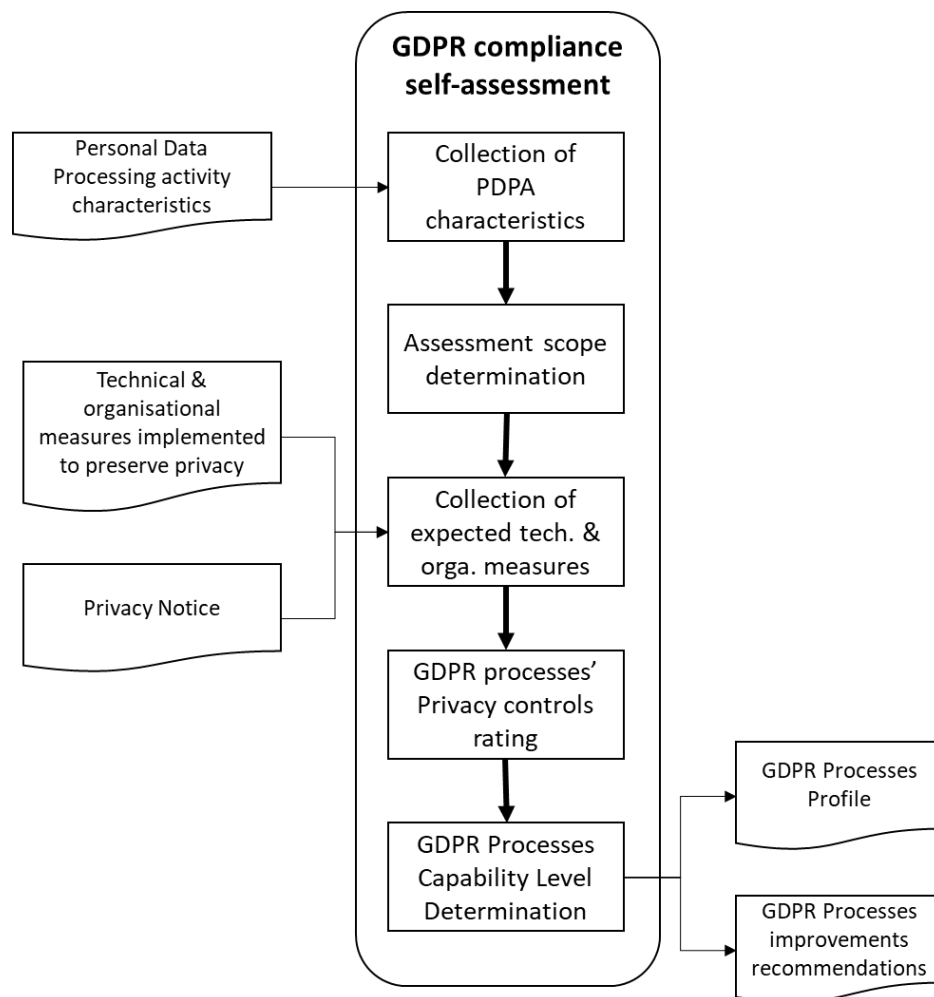 GDPR compliance
self-assessment
Personal Data
Processing activity
characteristics
Collection of
PDPA
characteristics
Assessment scope
determination
Technical &
organisational
measures implemented
to preserve privacy
Collection of
expected tech. &
orga. measures
Privacy Notice
GDPR processes’
Privacy controls
rating
GDPR Processes
Profile
GDPR Processes
Capability Level
Determination
GDPR Processes
improvements
recommendations